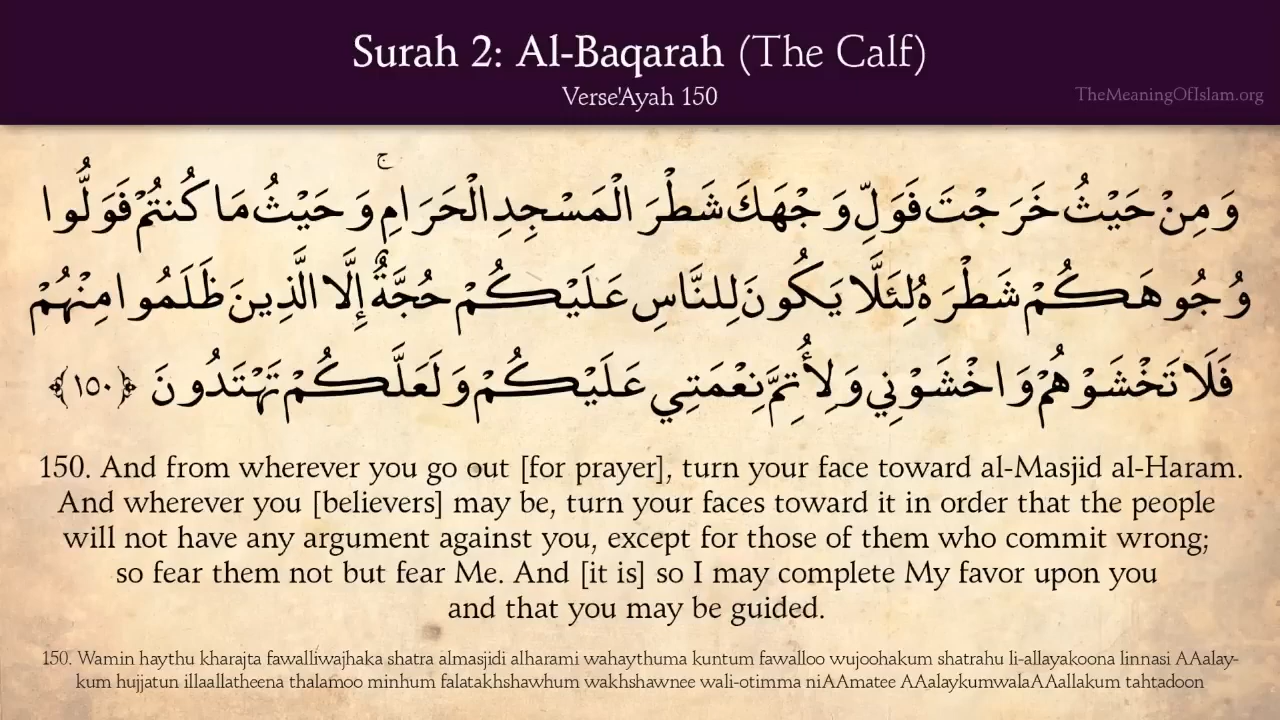 Surah 2: Al-Baqarah (The Calf)
Verse'Ayah 150
TheMeaningOfIslam.org
وَمِنْ حَيْثُ خَرَجْتَ فَوَلِّ وَجْهَكَ شَطْرَ الْمَسْجِدِ الْحَرَامِ ۚ وَحَيْثُ مَا كُنتُمْ فَوَلُّوا
وُجُوهَكُمْ شَطْرَهُ لِئَلَّا يَكُونَ لِلنَّاسِ عَلَيْكُمْ حُجَّةٌ إِلَّا الَّذِينَ ظَلَمُوا مِنْهُمْ
فَلَا تَخْشَوْهُمْ وَاخْشَوْنِي وَلِأُتِمَّ نِعْمَتِي عَلَيْكُمْ وَلَعَلَّكُمْ تَهْتَدُونَ ﴿١٥٠﴾
150. And from wherever you go out [for prayer], turn your face toward al-Masjid al-Haram.
And wherever you [believers] may be, turn your faces toward it in order that the people
will not have any argument against you, except for those of them who commit wrong;
so fear them not but fear Me. And [it is] so I may complete My favor upon you
and that you may be guided.
150. Wamin haythu kharajta fawalliwajhaka shatra almasjidi alharami wahaythuma kuntum fawalloo wujoohakum shatrahu li-allayakoona linnasi AAalay-
kum hujjatun illaallatheena thalamoo minhum falatakhshawhum wakhshawnee wali-otimma niAAmatee AAalaykumwalaAAallakum tahtadoon